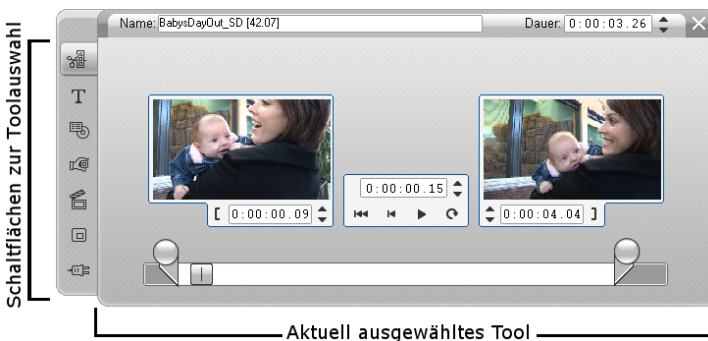 Name: BabysDayOut_SD [42.07]
Dauer: 0:00:03.26
Schaltflächen zur Toolauswahl
T
0:00:00.15
[ 0:00:00.09
0:00:04.04 ]
Aktuell ausgewähltes Tool